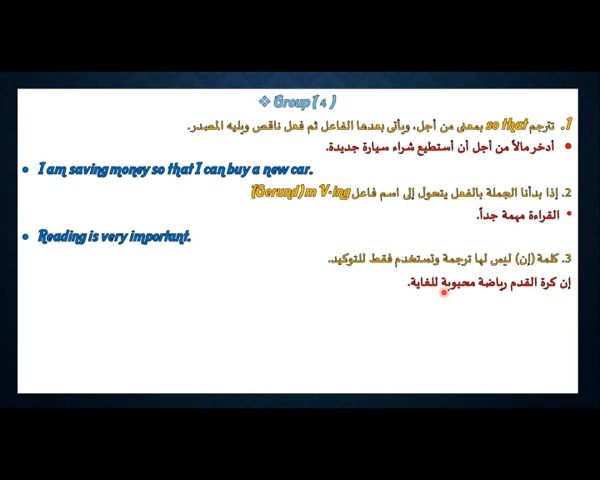 ❖ Group ( 4 )
1. تترجم so that بمعنى من أجل، ويأتى بعدها الفاعل ثم فعل ناقص ويليه المصدر.
• أدخر مالاً من أجل أن أستطيع شراء سيارة جديدة.
• I am saving money so that I can buy a new car.
2. إذا بدأنا الجملة بالفعل يتحول إلى اسم فاعل (Gerund) m V-ing
• القراءة مهمة جداً.
• Reading is very important.
3. كلمة (إن) ليس لها ترجمة وتستخدم فقط للتوكيد.
إن كرة القدم رياضة محبوبة للغاية.